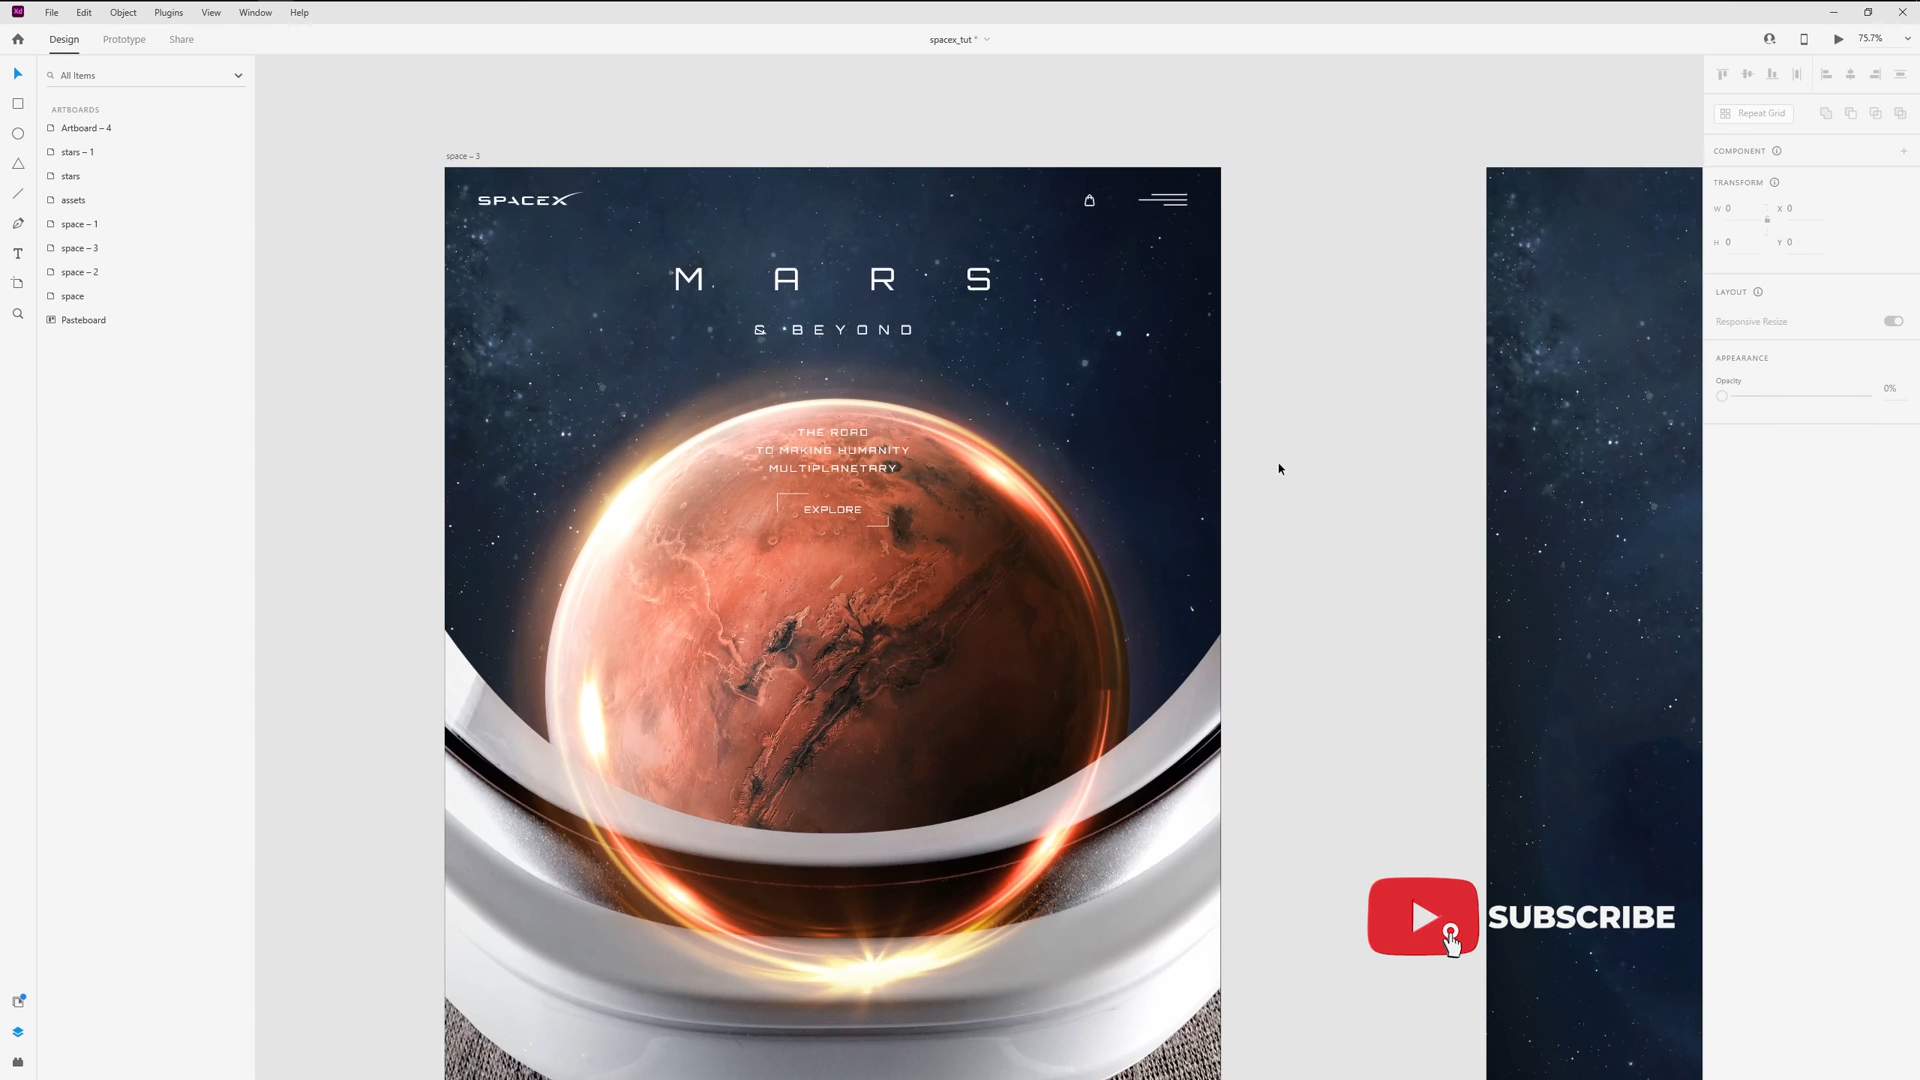 Xd File Edit Object Plugins View Window Help
Design Prototype Share
spacex_tut *
75.7%
All Items
ARTBOARDS
Artboard – 4
stars – 1
stars
assets
space – 1
space – 3
space – 2
space
Pasteboard
space – 3
SPACEX
M A R S
& BEYOND
THE ROAD
TO MAKING HUMANITY
MULTIPLANETARY
EXPLORE
SUBSCRIBE
Repeat Grid
COMPONENT
TRANSFORM
W 0 X 0
H 0 Y 0
LAYOUT
Responsive Resize
APPEARANCE
Opacity
0%